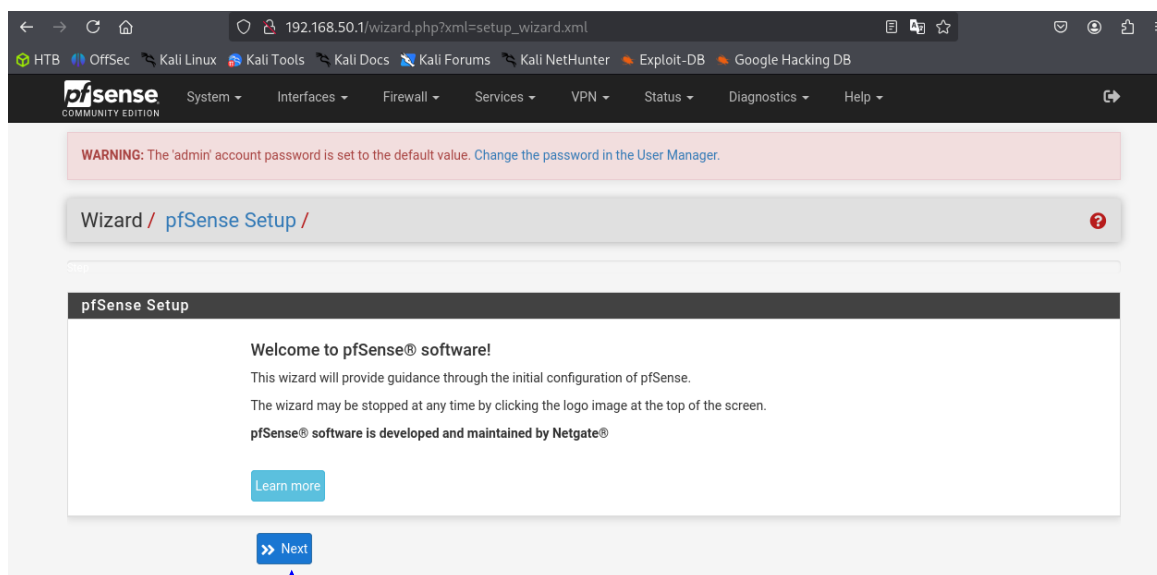 192.168.50.1/wizard.php?xml=setup_wizard.xml
HTB OffSec Kali Linux Kali Tools Kali Docs Kali Forums Kali NetHunter Exploit-DB Google Hacking DB
pfsense COMMUNITY EDITION System Interfaces Firewall Services VPN Status Diagnostics Help
WARNING: The 'admin' account password is set to the default value. Change the password in the User Manager.
Wizard / pfSense Setup /
pfSense Setup
Welcome to pfSense® software!
This wizard will provide guidance through the initial configuration of pfSense.
The wizard may be stopped at any time by clicking the logo image at the top of the screen.
pfSense® software is developed and maintained by Netgate®
Learn more
Next